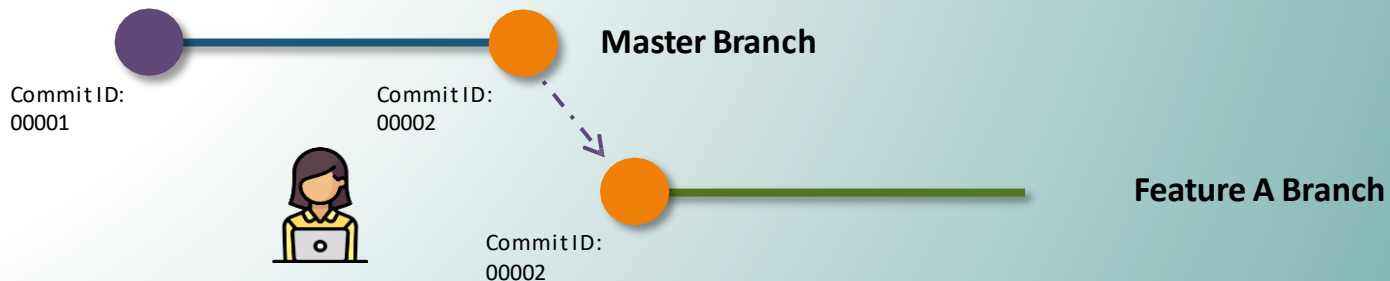 Master Branch
Commit ID:
00001
Commit ID:
00002
Feature A Branch
Commit ID:
00002